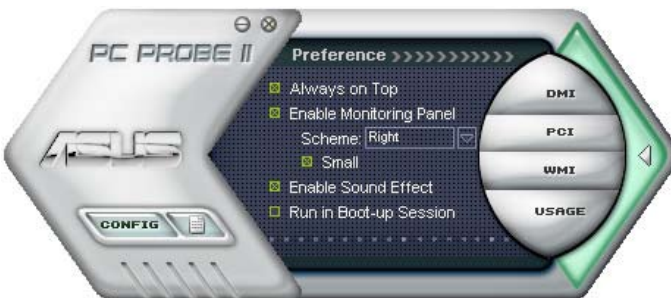 PC PROBE II
ASUS
CONFIG
Preference
Always on Top
Enable Monitoring Panel
Scheme: Right
Small
Enable Sound Effect
Run in Boot-up Session
DMI
PCI
WMI
USAGE